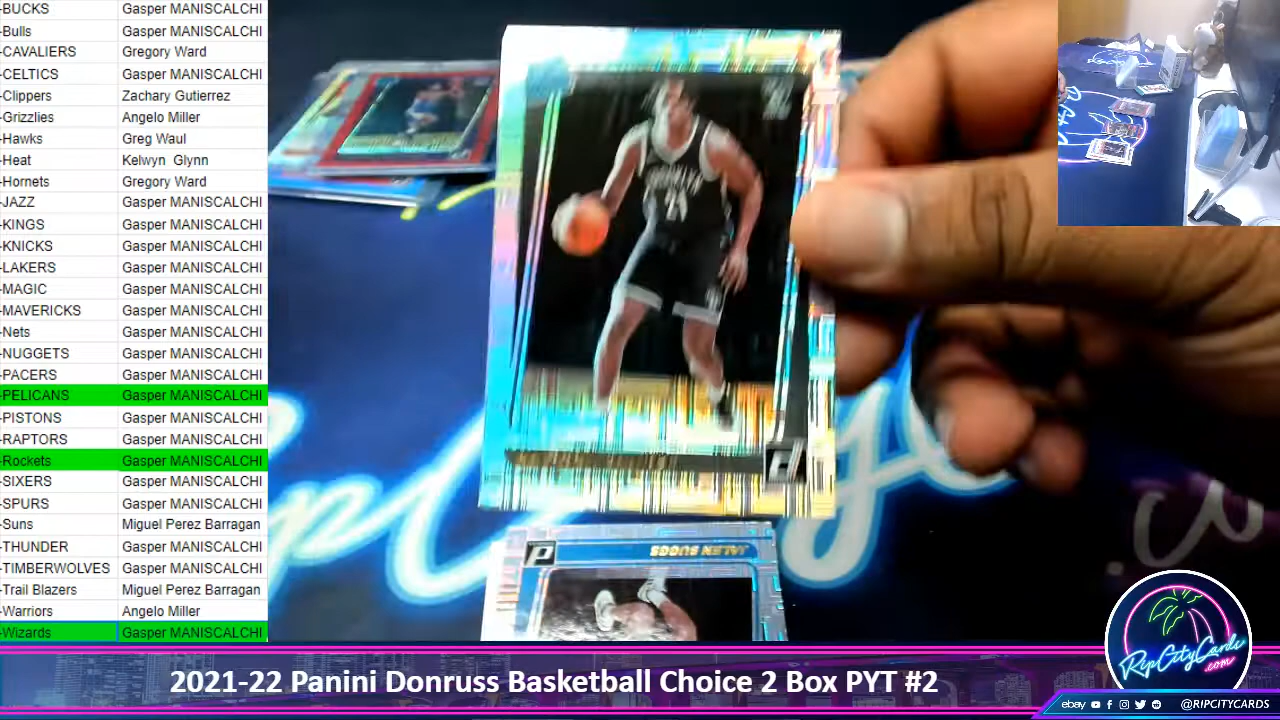 -BUCKS Gasper MANISCALCHI
-Bulls Gasper MANISCALCHI
-CAVALIERS Gregory Ward
-CELTICS Gasper MANISCALCHI
-Clippers Zachary Gutierrez
-Grizzlies Angelo Miller
-Hawks Greg Waul
-Heat Kelwyn Glynn
-Hornets Gregory Ward
-JAZZ Gasper MANISCALCHI
-KINGS Gasper MANISCALCHI
-KNICKS Gasper MANISCALCHI
-LAKERS Gasper MANISCALCHI
-MAGIC Gasper MANISCALCHI
-MAVERICKS Gasper MANISCALCHI
-Nets Gasper MANISCALCHI
-NUGGETS Gasper MANISCALCHI
-PACERS Gasper MANISCALCHI
-PELICANS Gasper MANISCALCHI
-PISTONS Gasper MANISCALCHI
-RAPTORS Gasper MANISCALCHI
-Rockets Gasper MANISCALCHI
-SIXERS Gasper MANISCALCHI
-SPURS Gasper MANISCALCHI
-Suns Miguel Perez Barragan
-THUNDER Gasper MANISCALCHI
-TIMBERWOLVES Gasper MANISCALCHI
-Trail Blazers Miguel Perez Barragan
-Warriors Angelo Miller
-Wizards Gasper MANISCALCHI
JALEN SUGGS
2021-22 Panini Donruss Basketball Choice 2 Box PYT #2
RipCityCards
.com
ebay @RIPCITYCARDS